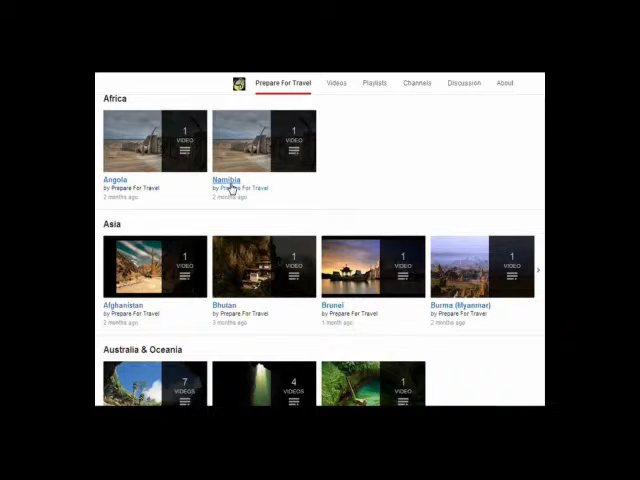 Prepare For Travel Videos Playlists Channels Discussion About
Africa
1 VIDEO 1 VIDEO
Angola Namibia
by Prepare For Travel by Prepare For Travel
2 months ago 2 months ago
Asia
1 VIDEO 1 VIDEO 1 VIDEO 1 VIDEO
Afghanistan Bhutan Brunei Burma (Myanmar)
by Prepare For Travel by Prepare For Travel by Prepare For Travel by Prepare For Travel
2 months ago 3 months ago 1 month ago 2 months ago
Australia & Oceania
7 VIDEOS 4 VIDEOS 1 VIDEO